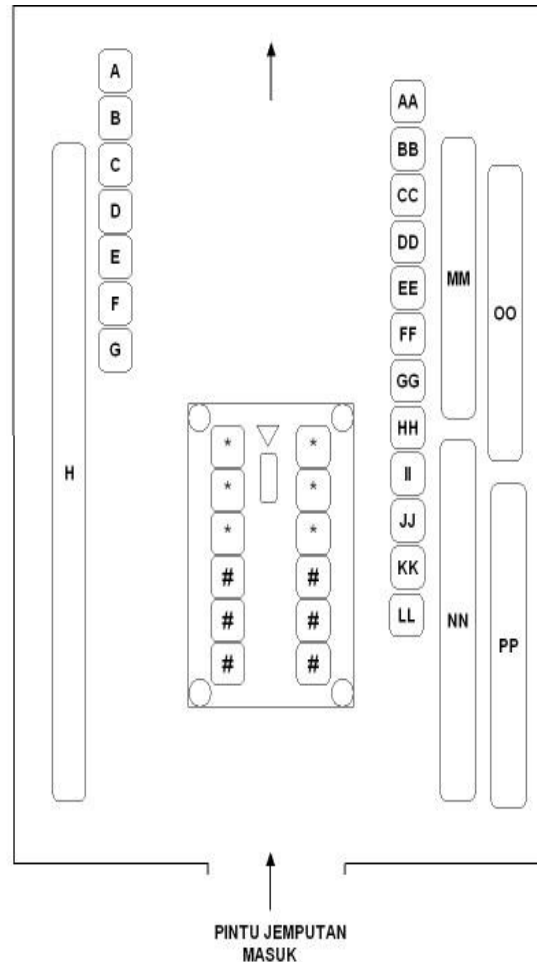 A
B
C
D
E
F
G
H
AA
BB
CC
DD
EE
FF
GG
HH
II
JJ
KK
LL
MM
NN
OO
PP
* *
* *
* *
# #
# #
# #
PINTU JEMPUTAN
MASUK